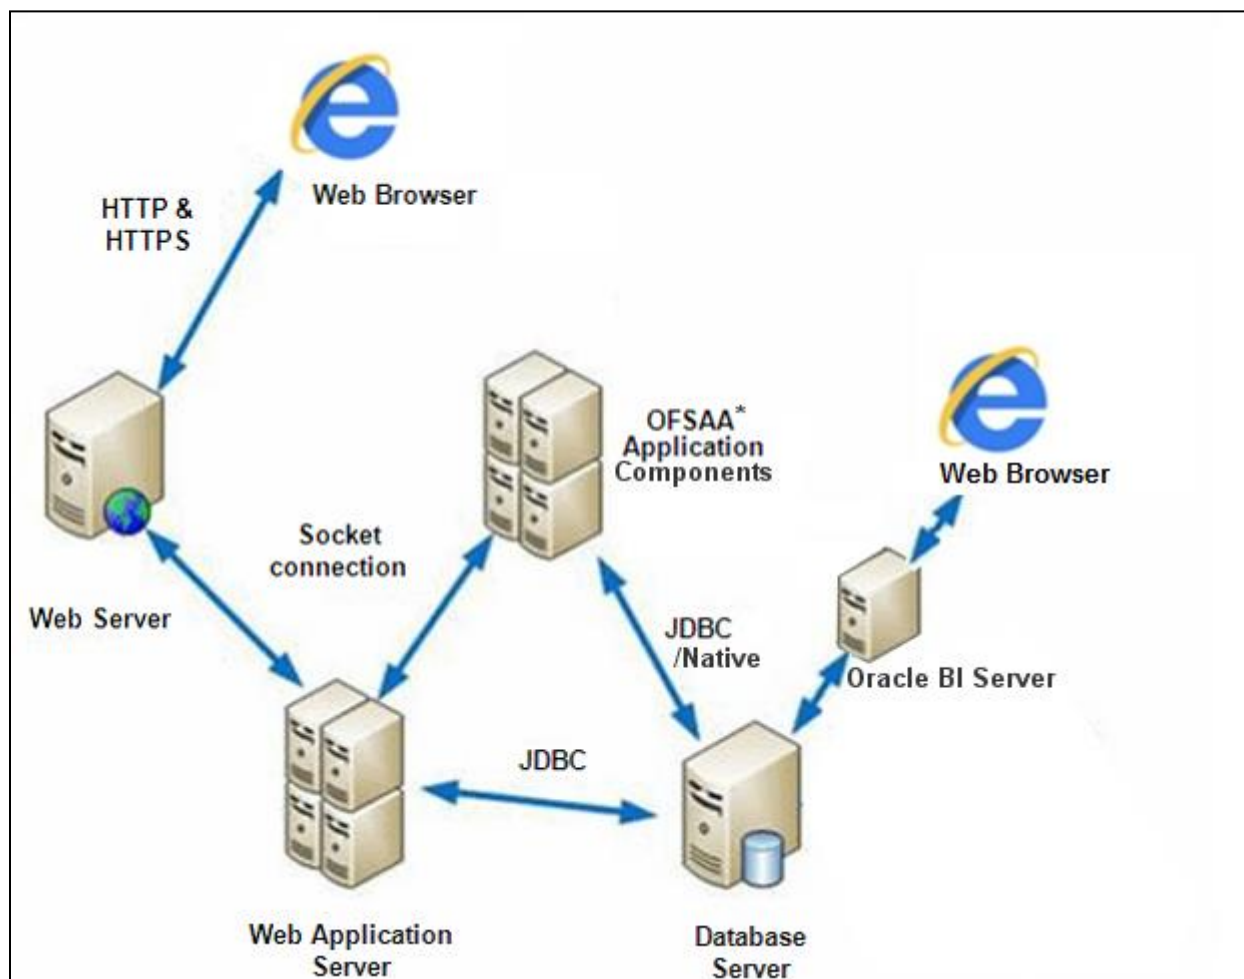 Web Browser
HTTP &
HTTPS
OFSAA*
Application
Components
Web Browser
Socket
connection
Web Server
JDBC
/Native
Oracle BI Server
JDBC
Web Application
Server
Database
Server